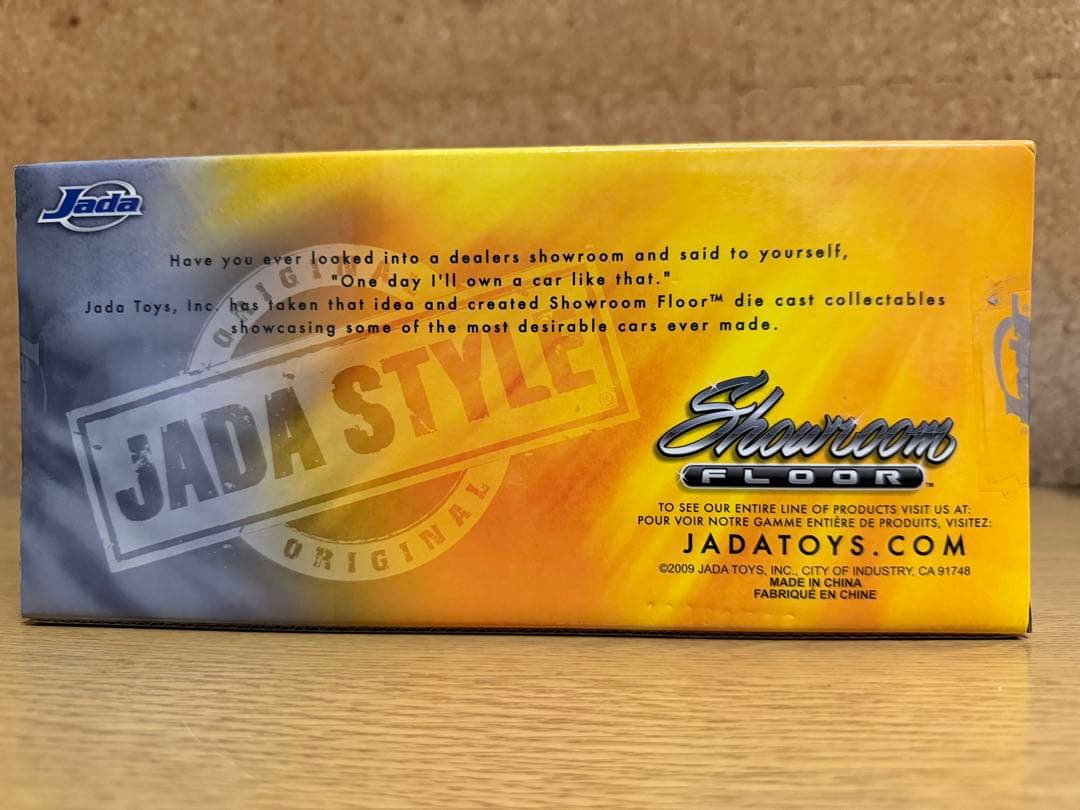 Jada
Have you ever looked into a dealers showroom and said to yourself,
"One day I'll own a car like that.".
Jada Toys, Inc. has taken that idea and created Showroom Floor™ die cast collectables
showcasing some of the most desirable cars ever made.
ORIGINAL
JADA STYLE®
ORIGINAL
Jada
Showroom
FLOOR™
TO SEE OUR ENTIRE LINE OF PRODUCTS VISIT US AT:
POUR VOIR NOTRE GAMME ENTIÈRE DE PRODUITS, VISITEZ:
JADATOYS.COM
©2009 JADA TOYS, INC., CITY OF INDUSTRY, CA 91748
MADE IN CHINA
FABRIQUÉ EN CHINE